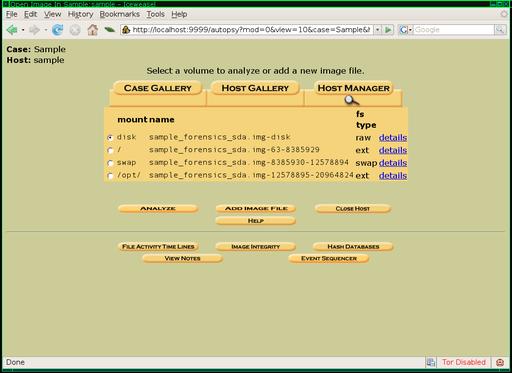 Open Image In Sample:sample - Iceweasel
File Edit View History Bookmarks Tools Help
http://localhost:9999/autopsy?mod=0&view=10&case=Sample&h
Google
Case: Sample
Host: sample
Select a volume to analyze or add a new image file.
CASE GALLERY HOST GALLERY HOST MANAGER
mount name fs type
disk sample_forensics_sda.img-disk raw details
/ sample_forensics_sda.img-63-8385929 ext details
swap sample_forensics_sda.img-8385930-12578894 swap details
/opt/ sample_forensics_sda.img-12578895-20964824 ext details
ANALYZE ADD IMAGE FILE CLOSE HOST
HELP
FILE ACTIVITY TIME LINES IMAGE INTEGRITY HASH DATABASES
VIEW NOTES EVENT SEQUENCER
Done Tor Disabled